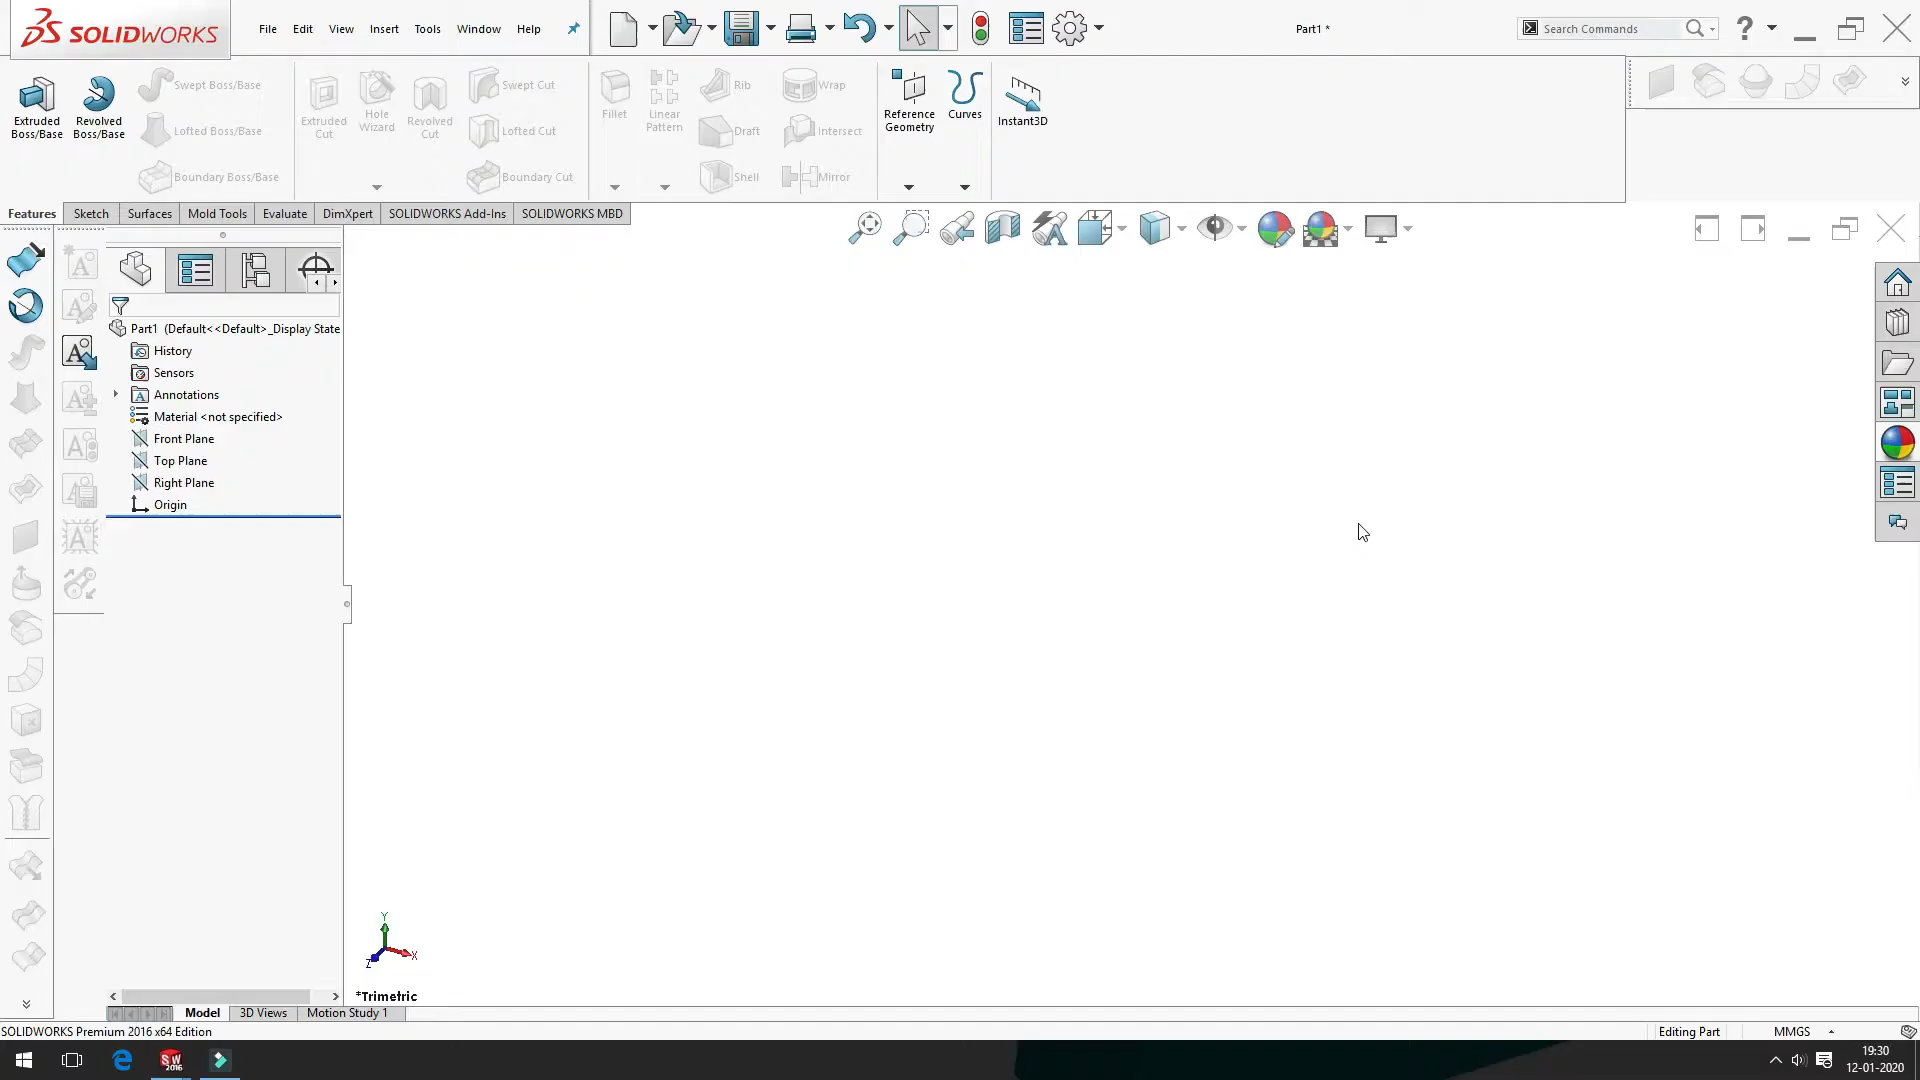 SOLIDWORKS
File Edit View Insert Tools Window Help
Part1 *
Search Commands
Extruded Boss/Base
Revolved Boss/Base
Swept Boss/Base
Lofted Boss/Base
Boundary Boss/Base
Extruded Cut
Hole Wizard
Revolved Cut
Swept Cut
Lofted Cut
Boundary Cut
Fillet
Linear Pattern
Rib
Draft
Shell
Wrap
Intersect
Mirror
Reference Geometry
Curves
Instant3D
Features Sketch Surfaces Mold Tools Evaluate DimXpert SOLIDWORKS Add-Ins SOLIDWORKS MBD
Part1 (Default<<Default>_Display State
History
Sensors
Annotations
Material <not specified>
Front Plane
Top Plane
Right Plane
Origin
Y
X
Z
*Trimetric
Model 3D Views Motion Study 1
SOLIDWORKS Premium 2016 x64 Edition
Editing Part
MMGS
SW
2016
19:30
12-01-2020